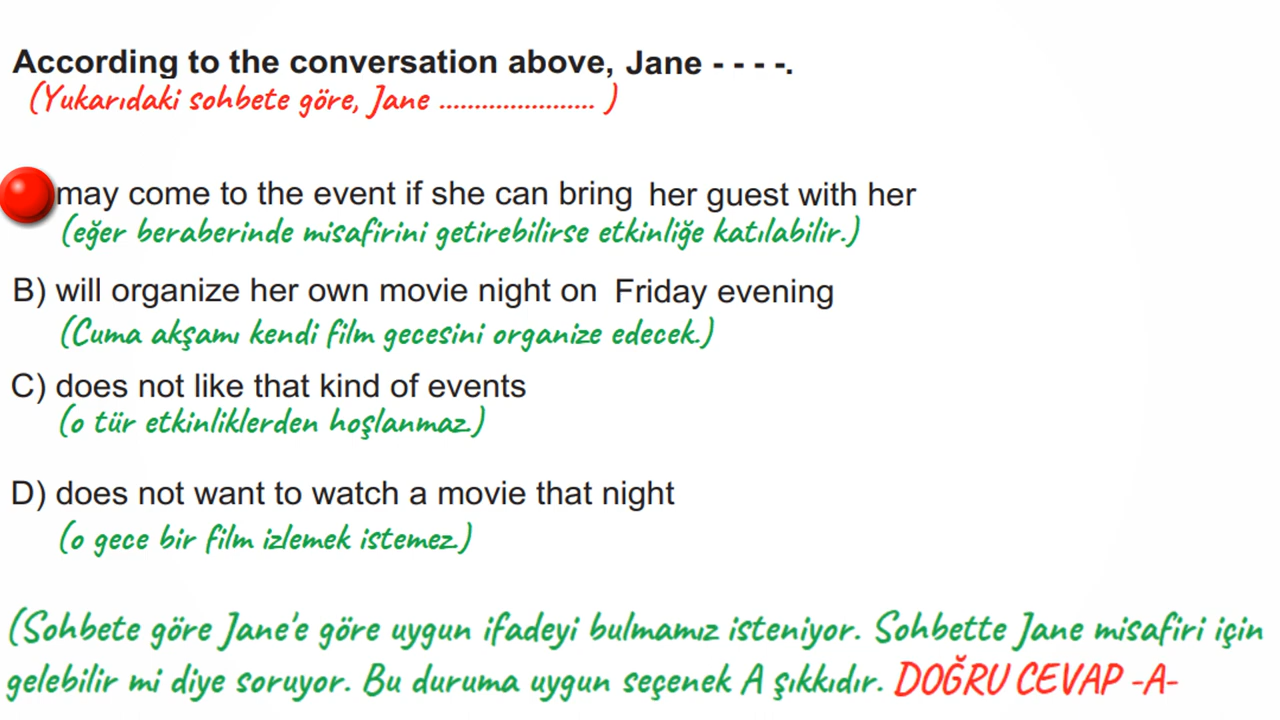 According to the conversation above, Jane - - - -.
(Yukarıdaki sohbete göre, Jane ...................... )
may come to the event if she can bring her guest with her
(eğer beraberinde misafirini getirebilirse etkinliğe katılabilir.)
B) will organize her own movie night on Friday evening
(Cuma akşamı kendi film gecesini organize edecek.)
C) does not like that kind of events
(o tür etkinliklerden hoşlanmaz.)
D) does not want to watch a movie that night
(o gece bir film izlemek istemez.)
(Sohbete göre Jane'e göre uygun ifadeyi bulmamız isteniyor. Sohbette Jane misafiri için
gelebilir mi diye soruyor. Bu duruma uygun seçenek A şıkkıdır. DOĞRU CEVAP -A-